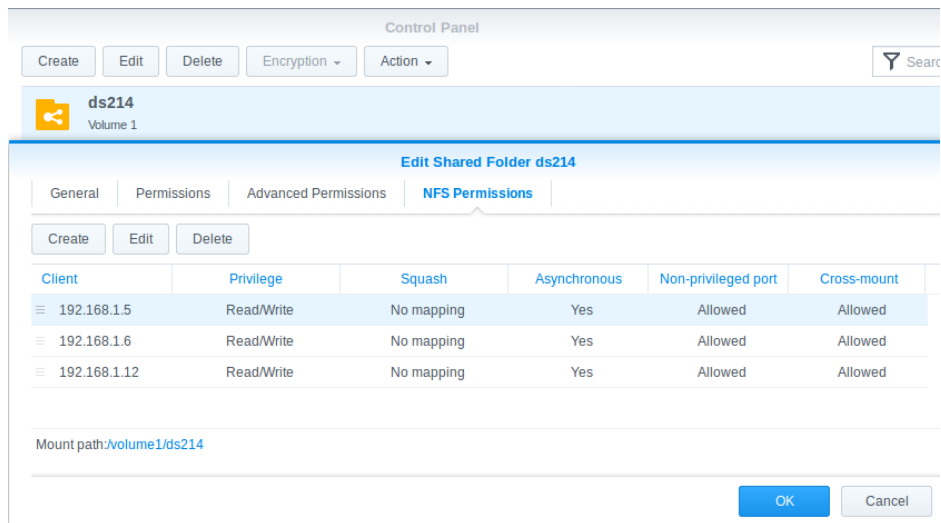 Control Panel
Create Edit Delete Encryption Action
ds214
Volume 1
Edit Shared Folder ds214
General Permissions Advanced Permissions NFS Permissions
Create Edit Delete
Client Privilege Squash Asynchronous Non-privileged port Cross-mount
192.168.1.5 Read/Write No mapping Yes Allowed Allowed
192.168.1.6 Read/Write No mapping Yes Allowed Allowed
192.168.1.12 Read/Write No mapping Yes Allowed Allowed
Mount path:/volume1/ds214
OK Cancel